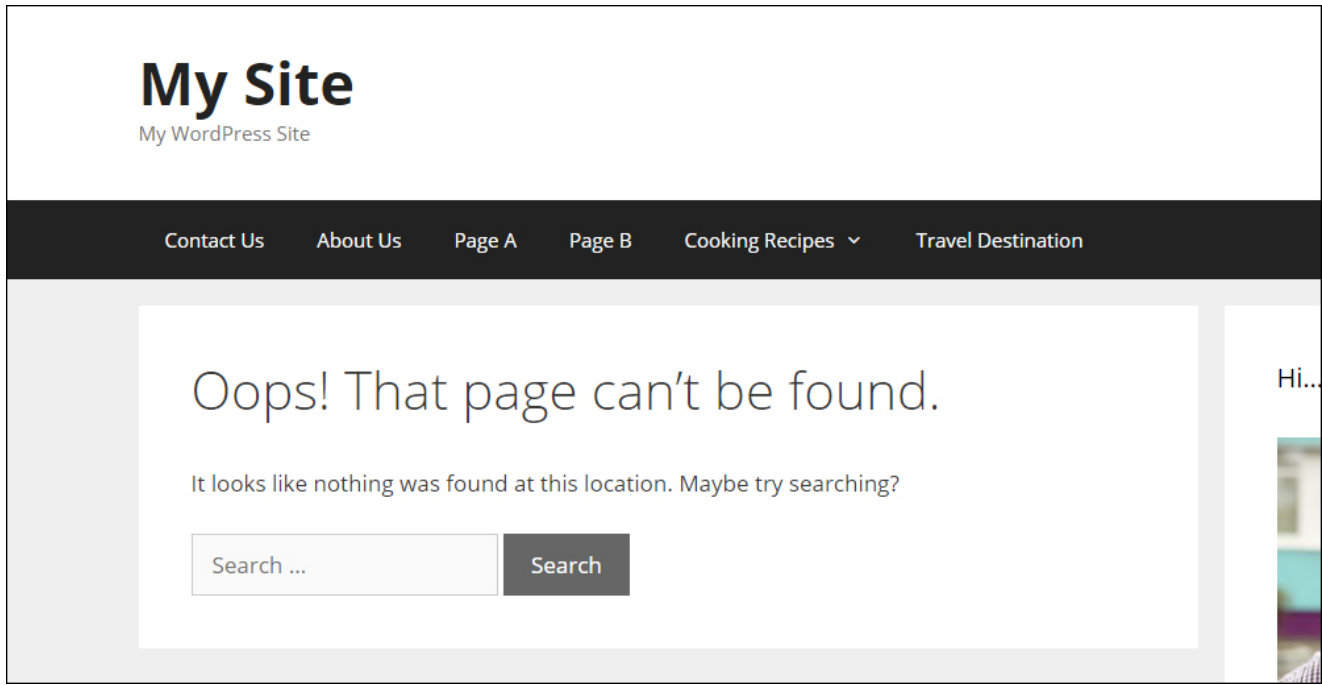 My Site
My WordPress Site
Contact Us About Us Page A Page B Cooking Recipes Travel Destination
Oops! That page can’t be found.
Hi...
It looks like nothing was found at this location. Maybe try searching?
Search ... Search